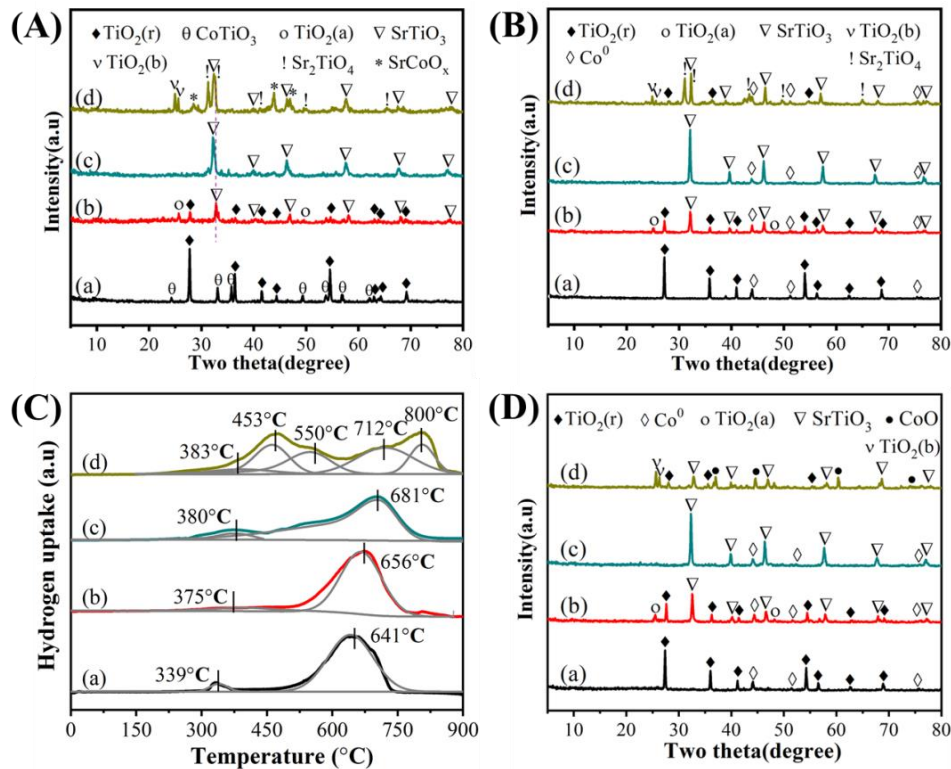 (A)
♦ TiO₂(r) θ CoTiO₃ o TiO₂(a) ▽ SrTiO₃
ν TiO₂(b) ! Sr₂TiO₄ * SrCoOₓ
(d)
(c)
(b)
(a)
Intensity(a.u)
10 20 30 40 50 60 70 80
Two theta(degree)
(B)
♦ TiO₂(r) o TiO₂(a) ▽ SrTiO₃ ν TiO₂(b)
◊ Co⁰ ! Sr₂TiO₄
(d)
(c)
(b)
(a)
Intensity(a.u)
10 20 30 40 50 60 70 80
Two theta(degree)
(C)
383°C 453°C 550°C 712°C 800°C
(d)
380°C 681°C
(c)
375°C 656°C
(b)
339°C 641°C
(a)
Hydrogen uptake(a.u)
0 150 300 450 600 750 900
Temperature (°C)
(D)
♦ TiO₂(r) ◊ Co⁰ o TiO₂(a) ▽ SrTiO₃ ● CoO
ν TiO₂(b)
(d)
(c)
(b)
(a)
Intensity(a.u)
10 20 30 40 50 60 70 80
Two theta(degree)